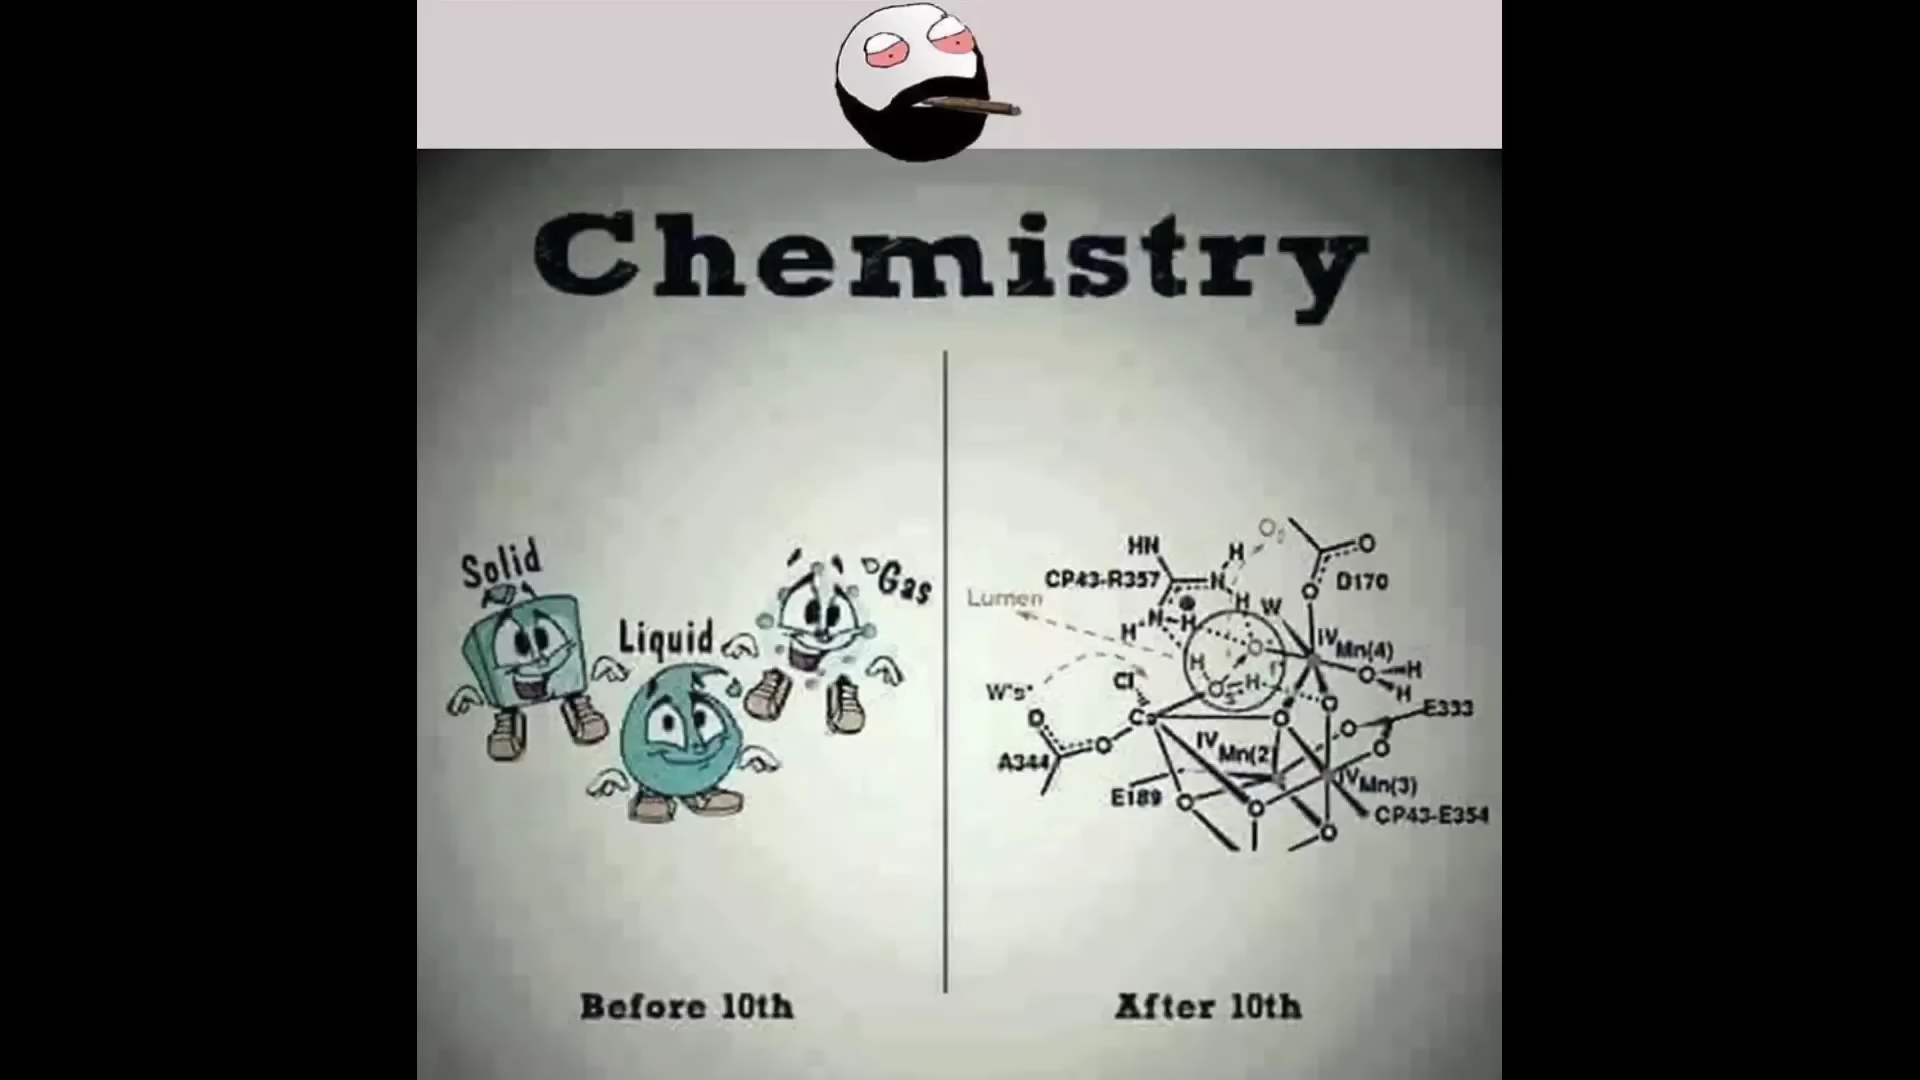 Chemistry
Solid
Liquid
Gas
Before 10th
HN
H
O₂
O
CP43-R357
N
D170
O
Lumen
H
W
H
N-H
IV
Mn(4)
O
H
O
H
H
W's
Cl
O
H
O
E333
O
Ca
O
O
IV
Mn(2
O
A344
O
IV
Mn(3)
E189
O
O
CP43-E354
O
After 10th